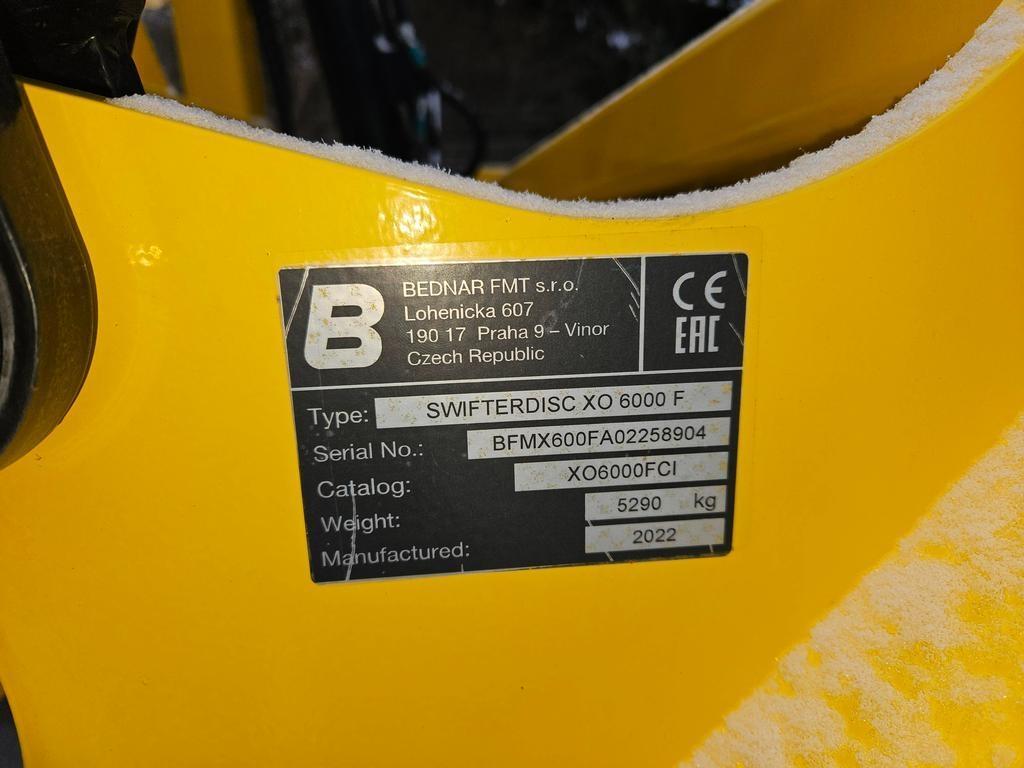 B
BEDNAR FMT s.r.o.
Lohenicka 607
190 17 Praha 9 – Vinor
Czech Republic
CE
EAC
Type: SWIFTERDISC XO 6000 F
Serial No.: BFMX600FA02258904
Catalog: XO6000FCI
Weight: 5290 kg
Manufactured: 2022